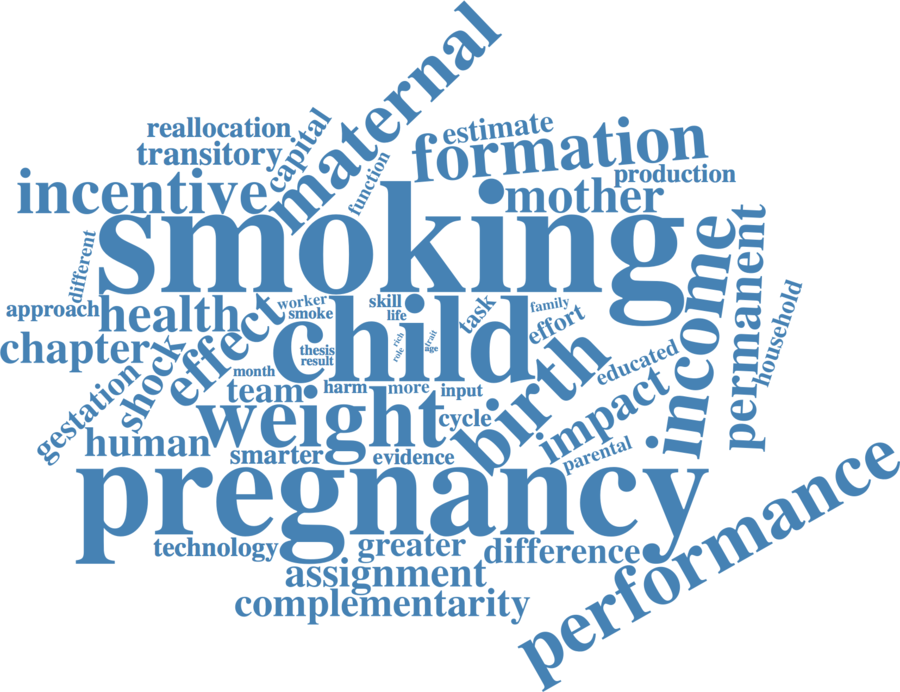 maternal
reallocation
capital
estimate
transitory
formation
function
production
incentive
mother
smoking
different
income
permanent
household
approach
health
worker
skill
family
smoke
life
task
effort
effect
child
chapter
shock
thesis
result
rich
trait
role
age
educated
birth
month
gestation
team
harm
more
input
impact
weight
cycle
human
smarter
evidence
parental
pregnancy
performance
technology
greater
difference
assignment
complementarity